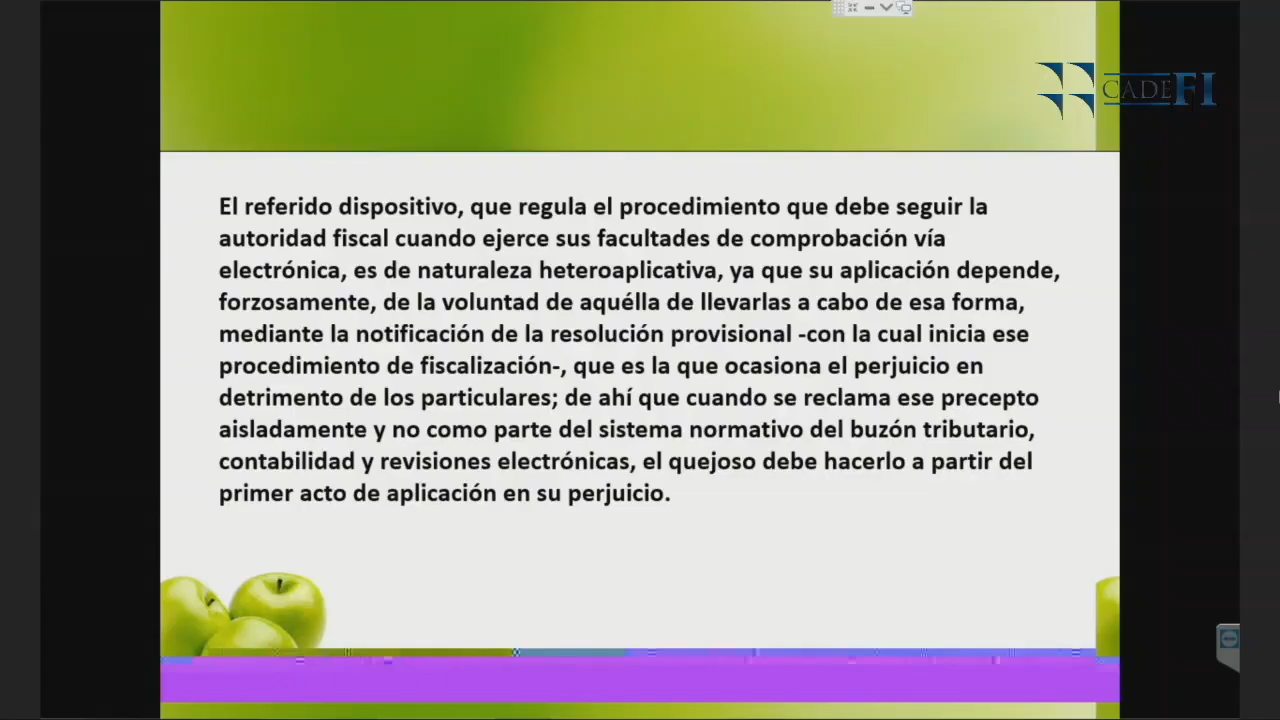 CADEFI
El referido dispositivo, que regula el procedimiento que debe seguir la
autoridad fiscal cuando ejerce sus facultades de comprobación vía
electrónica, es de naturaleza heteroaplicativa, ya que su aplicación depende,
forzosamente, de la voluntad de aquélla de llevarlas a cabo de esa forma,
mediante la notificación de la resolución provisional -con la cual inicia ese
procedimiento de fiscalización-, que es la que ocasiona el perjuicio en
detrimento de los particulares; de ahí que cuando se reclama ese precepto
aisladamente y no como parte del sistema normativo del buzón tributario,
contabilidad y revisiones electrónicas, el quejoso debe hacerlo a partir del
primer acto de aplicación en su perjuicio.